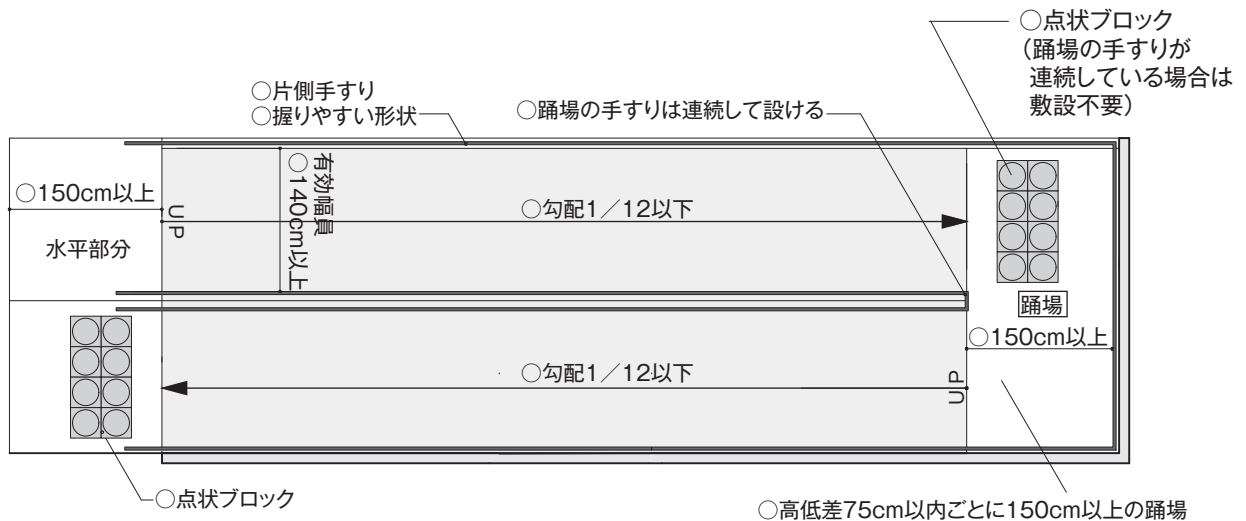 ○点状ブロック
（踊場の手すりが
連続している場合は
敷設不要）
○片側手すり
○握りやすい形状
○踊場の手すりは連続して設ける
○150cm以上
水平部分
UP
有効幅員
○140cm以上
○勾配1／12以下
踊場
○150cm以上
○勾配1／12以下
UP
○点状ブロック
○高低差75cm以内ごとに150cm以上の踊場